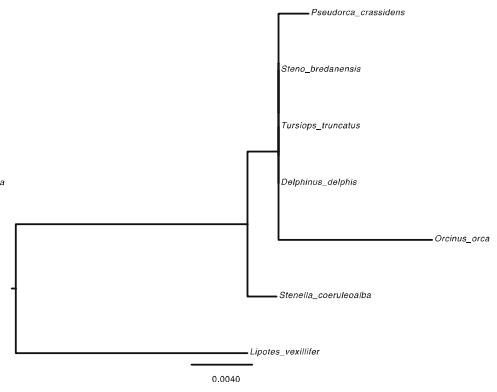 Pseudorca_crassidens
Steno_bredanensis
Tursiops_truncatus
Delphinus_delphis
a
Orcinus_orca
Stenella_coeruleoalba
Lipotes_vexillifer
0.0040